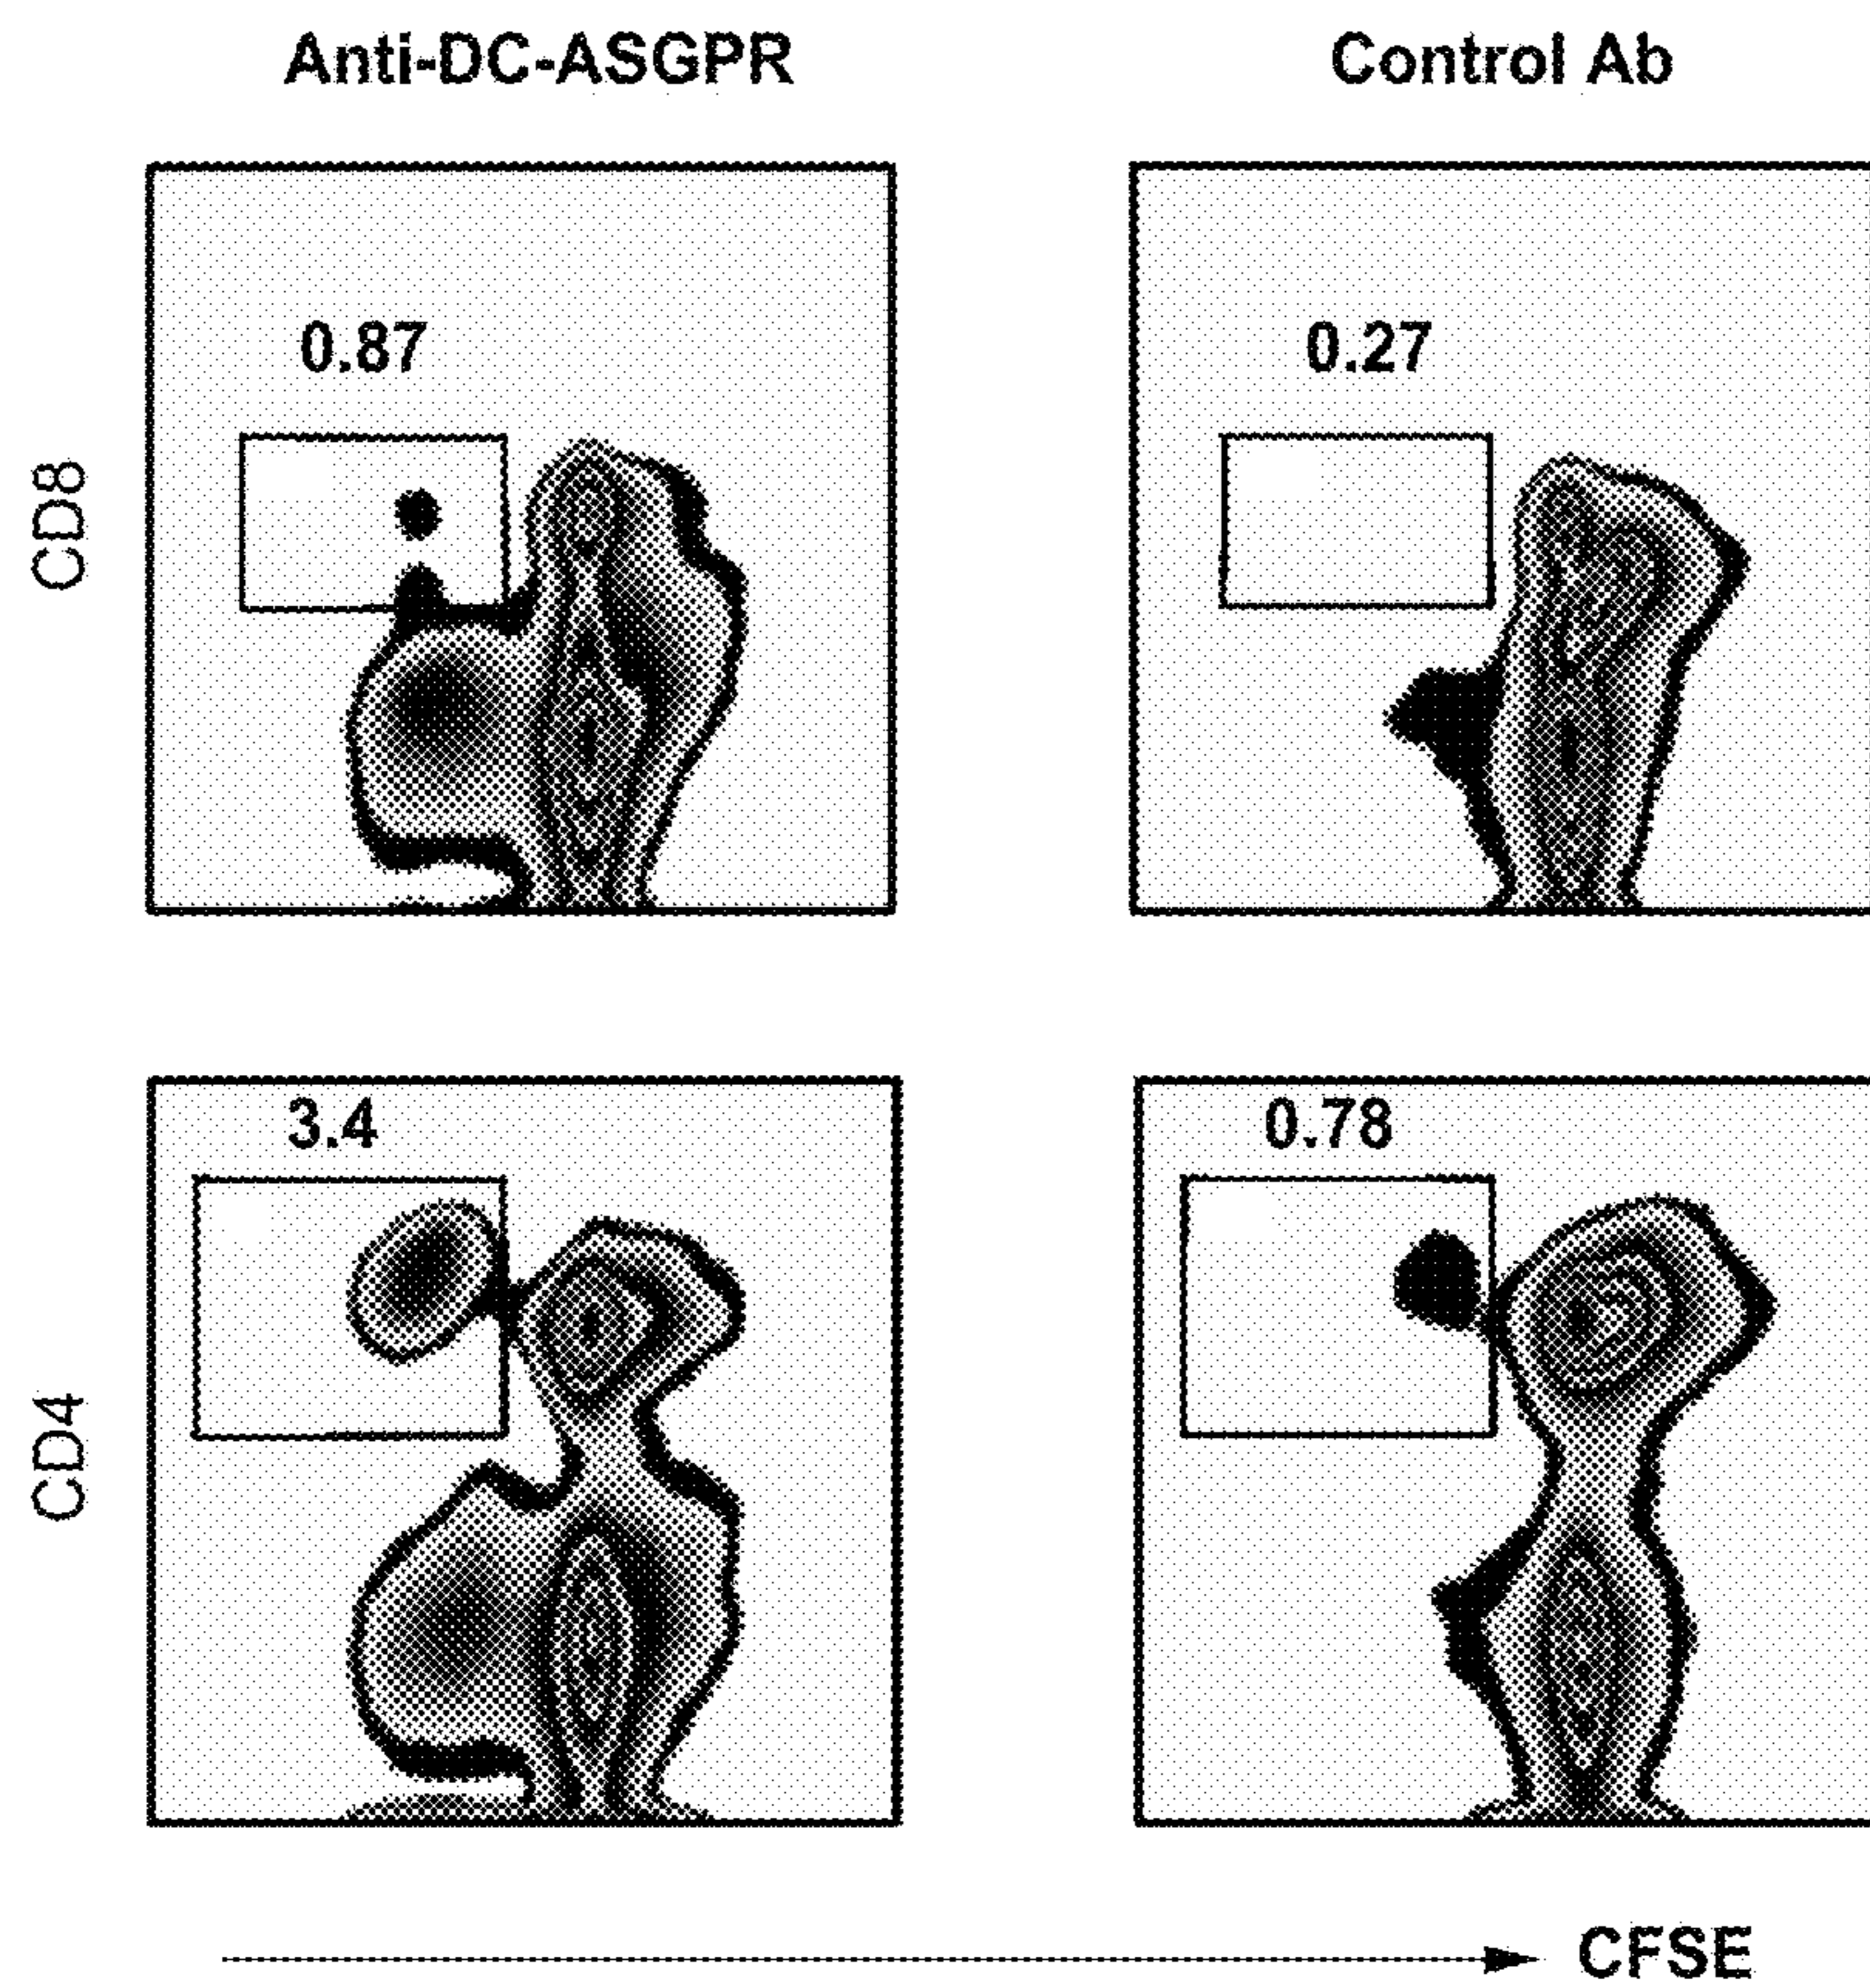 Anti-DC-ASGPR Control Ab
CD8
0.87 0.27
CD4
3.4 0.78
CFSE